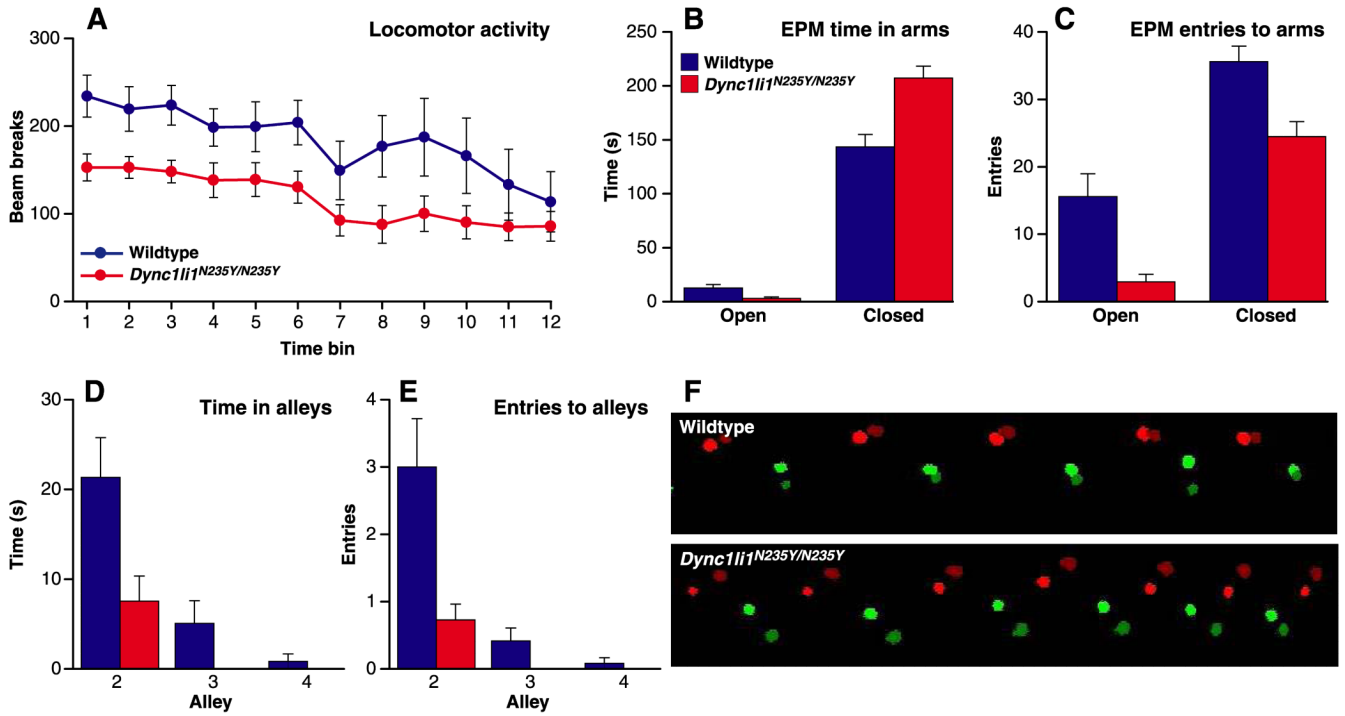 A
Locomotor activity
300
200
100
0
Beam breaks
Wildtype
Dync1li1N235Y/N235Y
1 2 3 4 5 6 7 8 9 10 11 12
Time bin
B
EPM time in arms
250
200
150
100
50
0
Time (s)
Wildtype
Dync1li1N235Y/N235Y
Open Closed
C
EPM entries to arms
40
30
20
10
0
Entries
Open Closed
D
Time in alleys
30
20
10
0
Time (s)
2 3 4
Alley
E
Entries to alleys
4
3
2
1
0
Entries
2 3 4
Alley
F
Wildtype
Dync1li1N235Y/N235Y